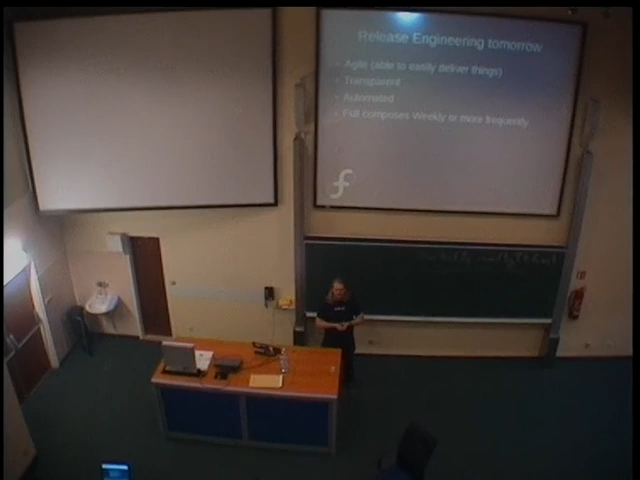 Release Engineering tomorrow
Agile (able to easily deliver things)
Transparent
Automated
Full composes Weekly or more frequently